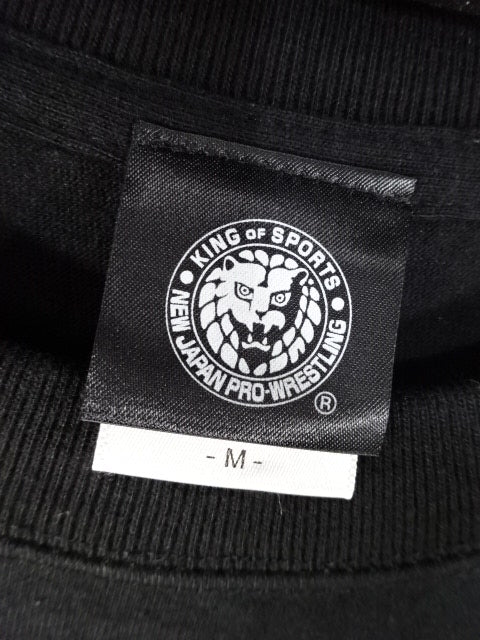 KING OF SPORTS
NEW JAPAN PRO-WRESTLING
®
- M -